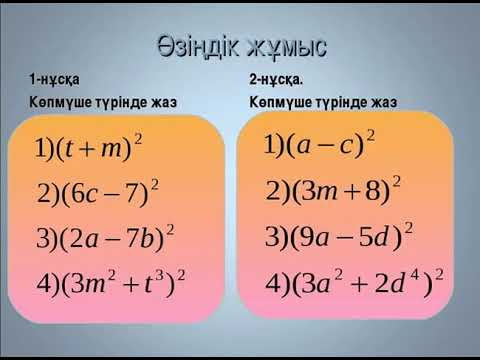 Өзіндік жұмыс
1-нұсқа
Көпмүше түрінде жаз
1)(t + m)²
2)(6c − 7)²
3)(2a − 7b)²
4)(3m² + t³)²
2-нұсқа.
Көпмүше түрінде жаз
1)(a − c)²
2)(3m + 8)²
3)(9a − 5d)²
4)(3a² + 2d⁴)²